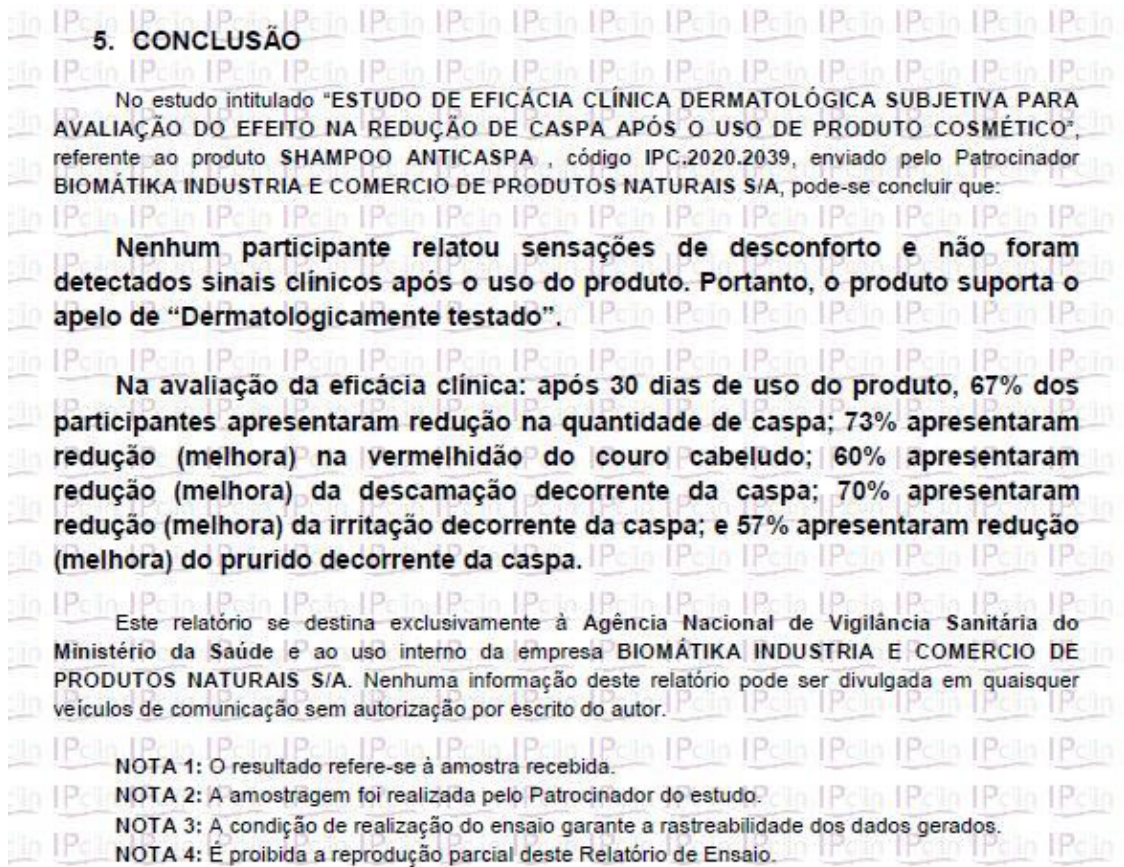 5. CONCLUSÃO
No estudo intitulado "ESTUDO DE EFICÁCIA CLÍNICA DERMATOLÓGICA SUBJETIVA PARA
AVALIAÇÃO DO EFEITO NA REDUÇÃO DE CASPA APÓS O USO DE PRODUTO COSMÉTICO",
referente ao produto SHAMPOO ANTICASPA , código IPC.2020.2039, enviado pelo Patrocinador
BIOMÁTIKA INDUSTRIA E COMERCIO DE PRODUTOS NATURAIS S/A, pode-se concluir que:
Nenhum participante relatou sensações de desconforto e não foram
detectados sinais clínicos após o uso do produto. Portanto, o produto suporta o
apelo de “Dermatologicamente testado”.
Na avaliação da eficácia clínica: após 30 dias de uso do produto, 67% dos
participantes apresentaram redução na quantidade de caspa; 73% apresentaram
redução (melhora) na vermelhidão do couro cabeludo; 60% apresentaram
redução (melhora) da descamação decorrente da caspa; 70% apresentaram
redução (melhora) da irritação decorrente da caspa; e 57% apresentaram redução
(melhora) do prurido decorrente da caspa.
Este relatório se destina exclusivamente à Agência Nacional de Vigilância Sanitária do
Ministério da Saúde e ao uso interno da empresa BIOMÁTIKA INDUSTRIA E COMERCIO DE
PRODUTOS NATURAIS S/A. Nenhuma informação deste relatório pode ser divulgada em quaisquer
veículos de comunicação sem autorização por escrito do autor.
NOTA 1: O resultado refere-se à amostra recebida.
NOTA 2: A amostragem foi realizada pelo Patrocinador do estudo.
NOTA 3: A condição de realização do ensaio garante a rastreabilidade dos dados gerados.
NOTA 4: É proibida a reprodução parcial deste Relatório de Ensaio.